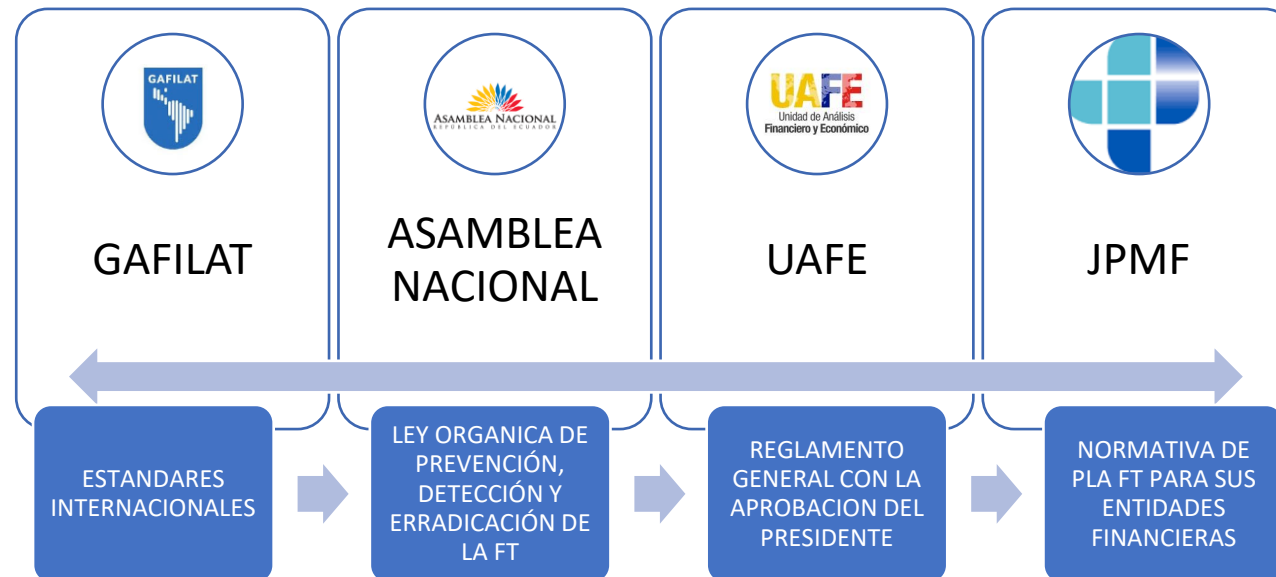 GAFILAT
ASAMBLEA NACIONAL
REPÚBLICA DEL ECUADOR
UAFE
Unidad de Análisis
Financiero y Económico
GAFILAT
ASAMBLEA
NACIONAL
UAFE
JPMF
ESTANDARES
INTERNACIONALES
LEY ORGANICA DE
PREVENCIÓN,
DETECCIÓN Y
ERRADICACIÓN DE
LA FT
REGLAMENTO
GENERAL CON LA
APROBACION DEL
PRESIDENTE
NORMATIVA DE
PLA FT PARA SUS
ENTIDADES
FINANCIERAS